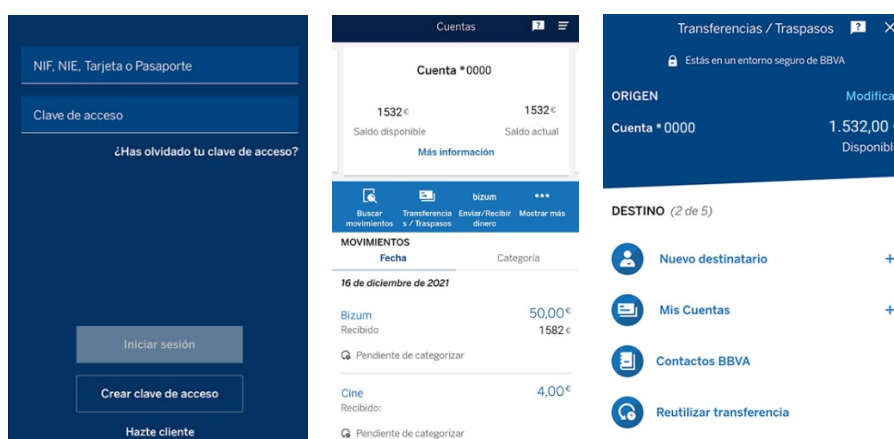 NIF, NIE, Tarjeta o Pasaporte
Clave de acceso
¿Has olvidado tu clave de acceso?
Iniciar sesión
Crear clave de acceso
Hazte cliente
Cuentas
?
Cuenta *0000
1532€ 1532€
Saldo disponible Saldo actual
Más información
Buscar movimientos
Transferencia s / Traspasos
bizum Enviar/Recibir dinero
Mostrar más
MOVIMIENTOS
Fecha Categoría
16 de diciembre de 2021
Bizum 50,00€
Recibido 1582 €
Pendiente de categorizar
Cine 4,00€
Recibido:
Pendiente de categorizar
Transferencias / Traspasos ?
Estás en un entorno seguro de BBVA
ORIGEN Modifica
Cuenta * 0000 1.532,00
Disponibl
DESTINO (2 de 5)
Nuevo destinatario +
Mis Cuentas +
Contactos BBVA
Reutilizar transferencia